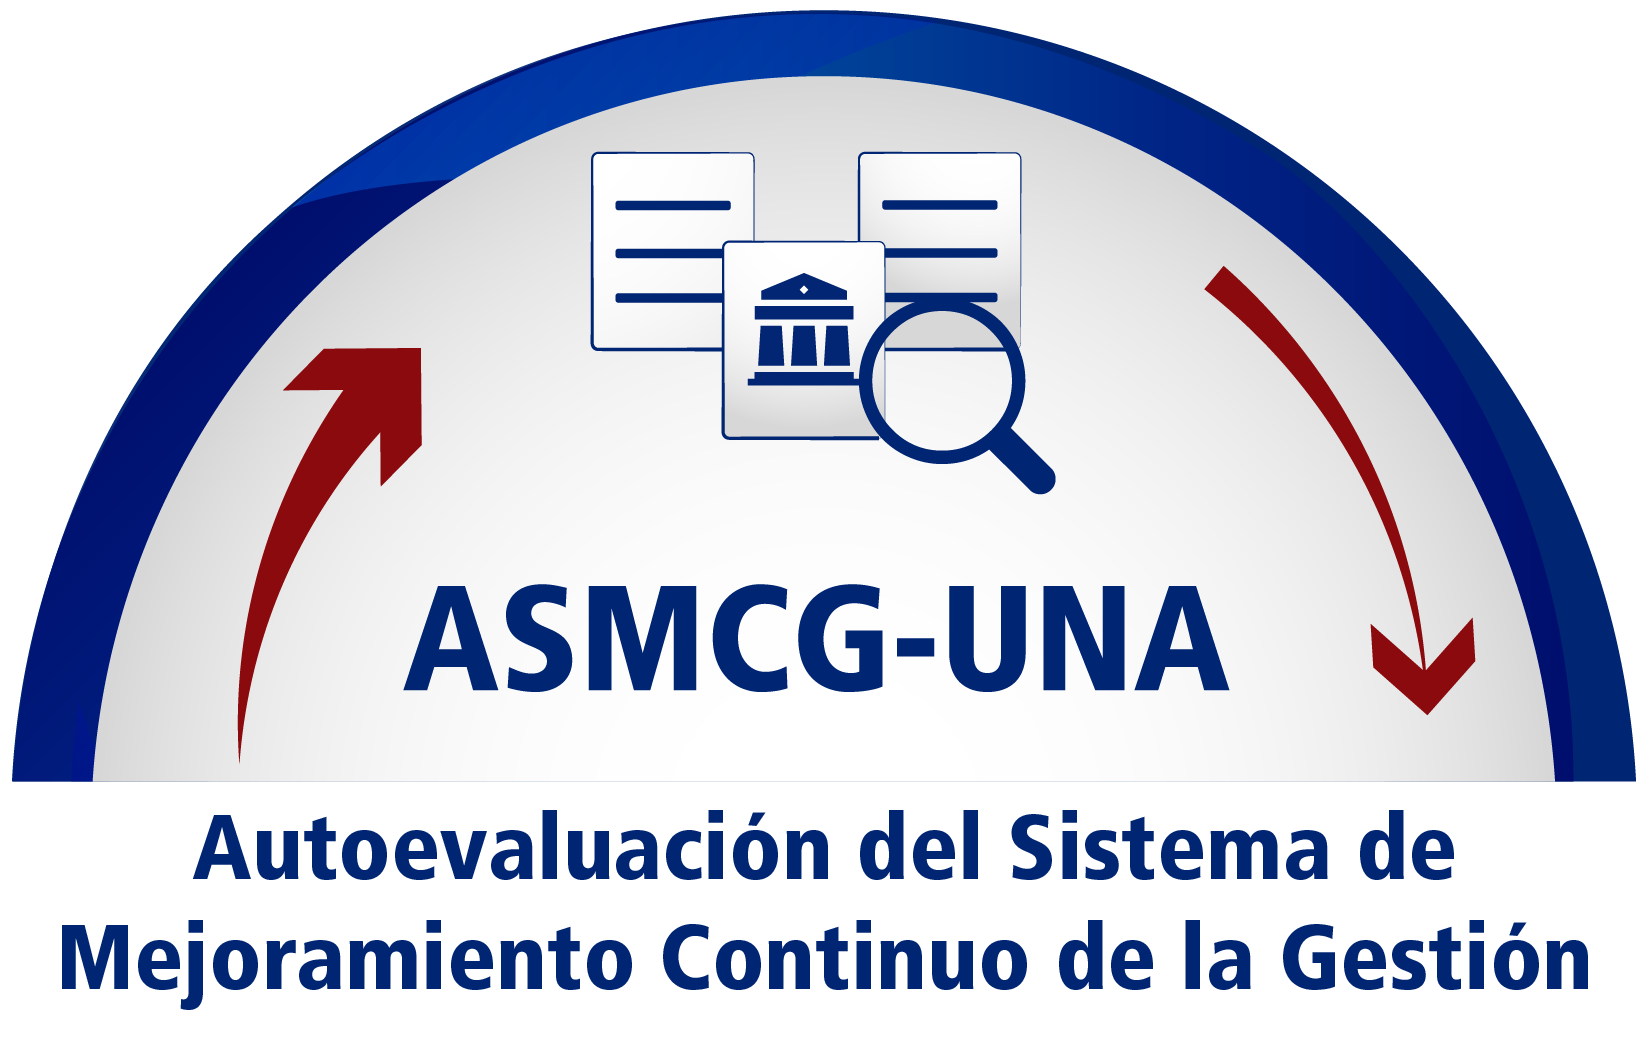 ASMCG-UNA
Autoevaluación del Sistema de
Mejoramiento Continuo de la Gestión